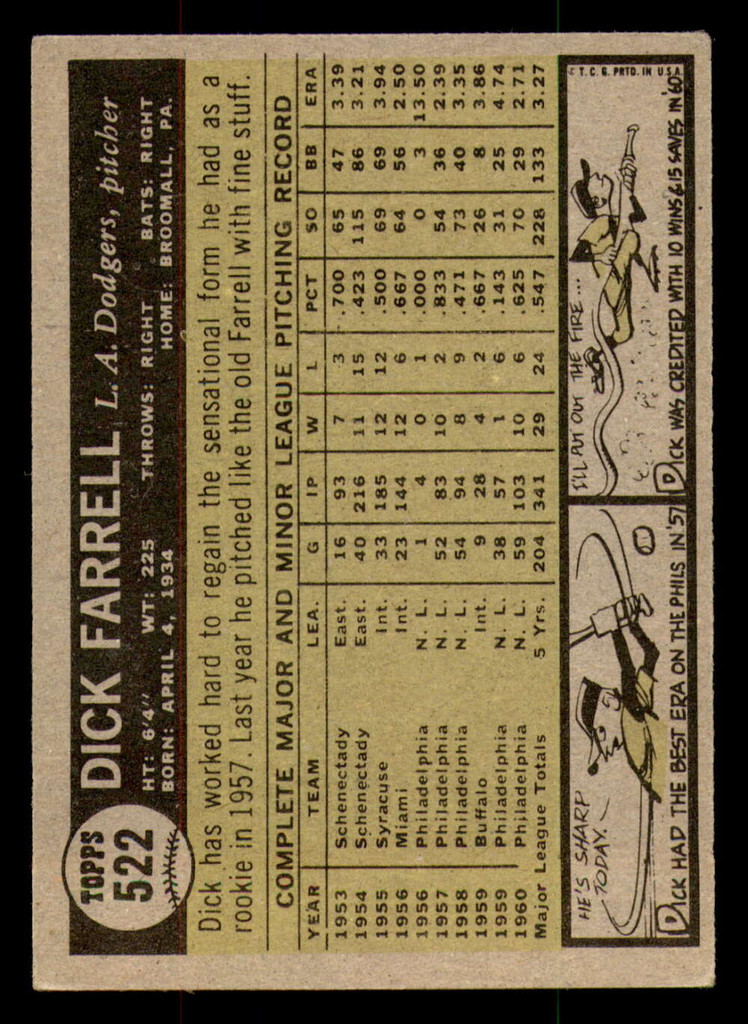 TOPPS
522
DICK FARRELL L. A. Dodgers, pitcher
HT: 6'4" WT: 225 THROWS: RIGHT BATS: RIGHT
BORN: APRIL 4, 1934 HOME: BROOMALL, PA.
Dick has worked hard to regain the sensational form he had as a
rookie in 1957. Last year he pitched like the old Farrell with fine stuff.
COMPLETE MAJOR AND MINOR LEAGUE PITCHING RECORD
YEAR TEAM LEA. G IP W L PCT SO BB ERA
1953 Schenectady East. 16 93 7 3 .700 65 47 3.39
1954 Schenectady East. 40 216 11 15 .423 115 86 3.21
1955 Syracuse Int. 33 185 12 12 .500 69 69 3.94
1956 Miami Int. 23 144 12 6 .667 64 56 2.50
1956 Philadelphia N. L. 1 4 0 1 .000 0 3 13.50
1957 Philadelphia N. L. 52 83 10 2 .833 54 36 2.39
1958 Philadelphia N. L. 54 94 8 9 .471 73 40 3.35
1959 Buffalo Int. 9 28 4 2 .667 26 8 3.86
1959 Philadelphia N. L. 38 57 1 6 .143 31 25 4.74
1960 Philadelphia N. L. 59 103 10 6 .625 70 29 2.71
Major League Totals 5 Yrs. 204 341 29 24 .547 228 133 3.27
HE'S SHARP
TODAY.
DICK HAD THE BEST ERA ON THE PHILS IN '57
I'LL PUT OUT THE FIRE...
© T. C. G. PRTD. IN U.S.A.
DICK WAS CREDITED WITH 10 WINS & 15 SAVES IN '60